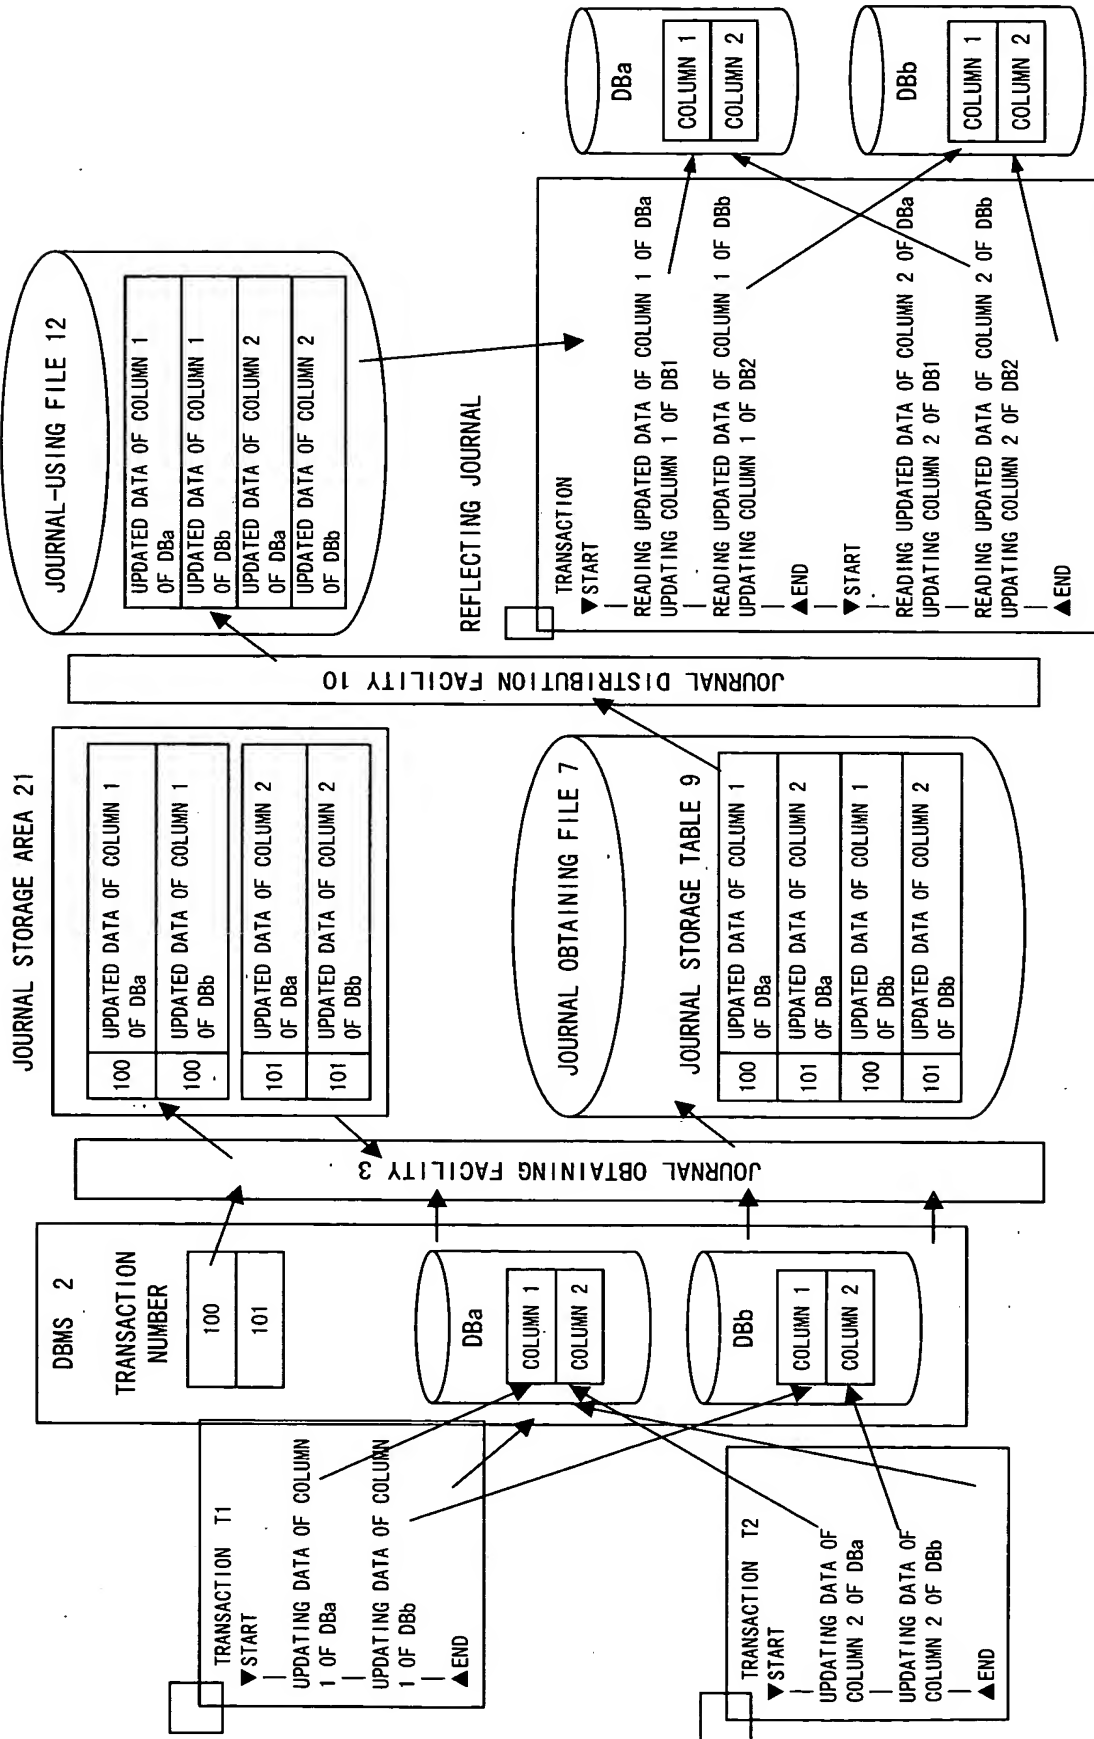 TRANSACTION T1
▼START
UPDATING DATA OF COLUMN
1 OF DBa
UPDATING DATA OF COLUMN
1 OF DBb
▲END
TRANSACTION T2
▼START
UPDATING DATA OF
COLUMN 2 OF DBa
UPDATING DATA OF
COLUMN 2 OF DBb
▲END
DBMS 2
TRANSACTION
NUMBER
100
101
DBa
COLUMN 1
COLUMN 2
DBb
COLUMN 1
COLUMN 2
JOURNAL OBTAINING FACILITY 3
JOURNAL STORAGE AREA 21
100 UPDATED DATA OF COLUMN 1
OF DBa
100 UPDATED DATA OF COLUMN 1
OF DBb
101 UPDATED DATA OF COLUMN 2
OF DBa
101 UPDATED DATA OF COLUMN 2
OF DBb
JOURNAL OBTAINING FILE 7
JOURNAL STORAGE TABLE 9
100 UPDATED DATA OF COLUMN 1
OF DBa
101 UPDATED DATA OF COLUMN 2
OF DBa
100 UPDATED DATA OF COLUMN 1
OF DBb
101 UPDATED DATA OF COLUMN 2
OF DBb
JOURNAL DISTRIBUTION FACILITY 10
JOURNAL-USING FILE 12
UPDATED DATA OF COLUMN 1
OF DBa
UPDATED DATA OF COLUMN 1
OF DBb
UPDATED DATA OF COLUMN 2
OF DBa
UPDATED DATA OF COLUMN 2
OF DBb
REFLECTING JOURNAL
TRANSACTION
▼START
READING UPDATED DATA OF COLUMN 1 OF DBa
UPDATING COLUMN 1 OF DB1
READING UPDATED DATA OF COLUMN 1 OF DBb
UPDATING COLUMN 1 OF DB2
▲END
▼START
READING UPDATED DATA OF COLUMN 2 OF DBa
UPDATING COLUMN 2 OF DB1
READING UPDATED DATA OF COLUMN 2 OF DBb
UPDATING COLUMN 2 OF DB2
▲END
DBa
COLUMN 1
COLUMN 2
DBb
COLUMN 1
COLUMN 2